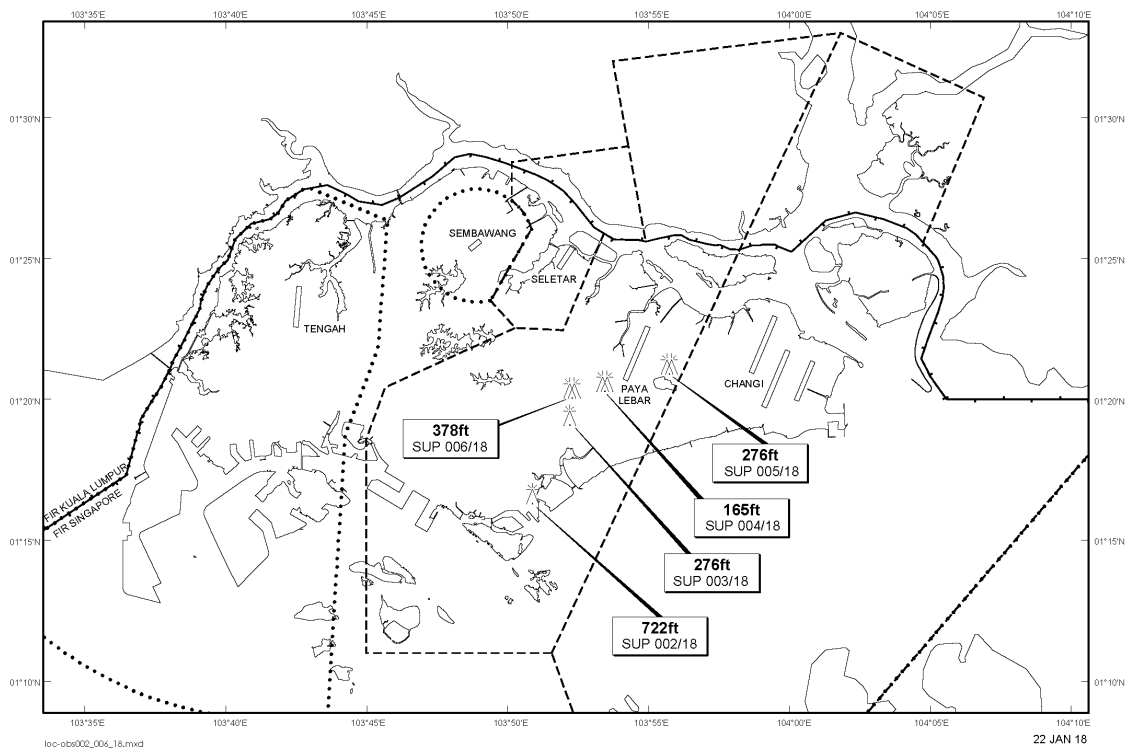 103°35'E 103°40'E 103°45'E 103°50'E 103°55'E 104°00'E 104°05'E 104°10'E
01°30'N 01°30'N
SEMBAWANG
01°25'N 01°25'N
SELETAR
TENGAH
PAYA
LEBAR
CHANGI
01°20'N 01°20'N
378ft
SUP 006/18
276ft
SUP 005/18
FIR KUALA LUMPUR
FIR SINGAPORE
165ft
SUP 004/18
01°15'N 01°15'N
276ft
SUP 003/18
722ft
SUP 002/18
01°10'N 01°10'N
103°35'E 103°40'E 103°45'E 103°50'E 103°55'E 104°00'E 104°05'E 104°10'E
loc-obs002_006_18.mxd
22 JAN 18